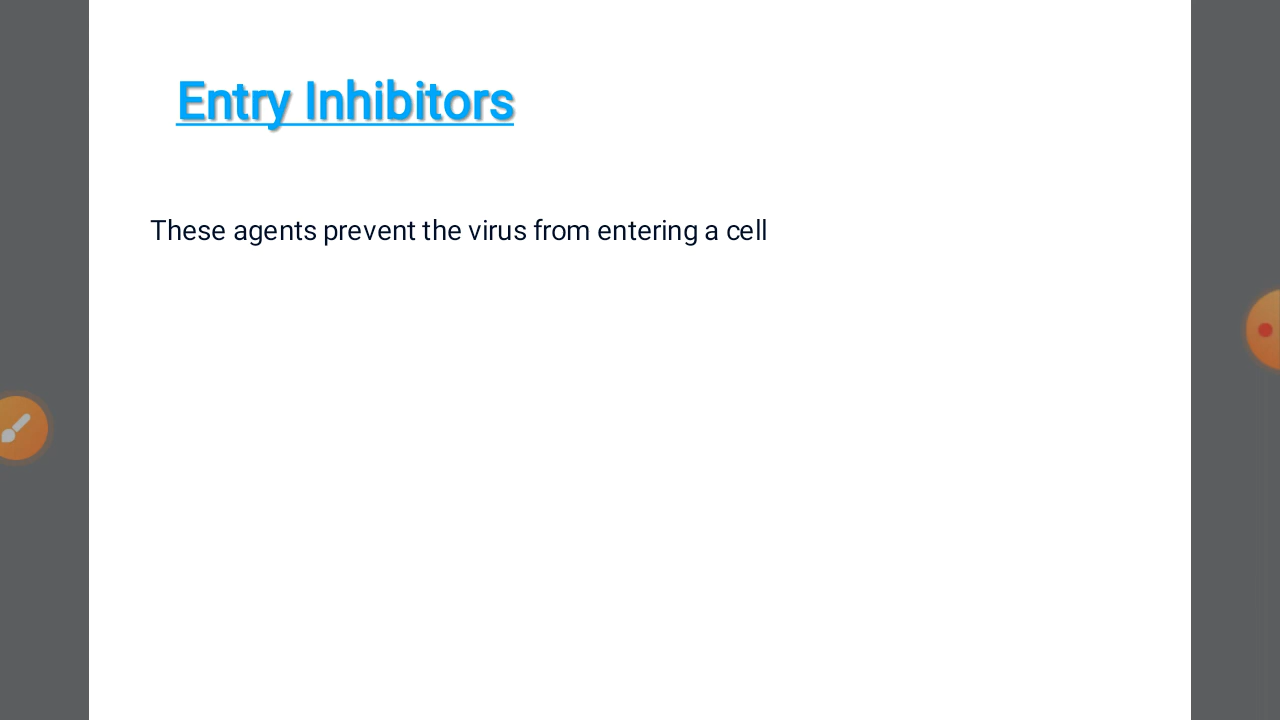 Entry Inhibitors
These agents prevent the virus from entering a cell